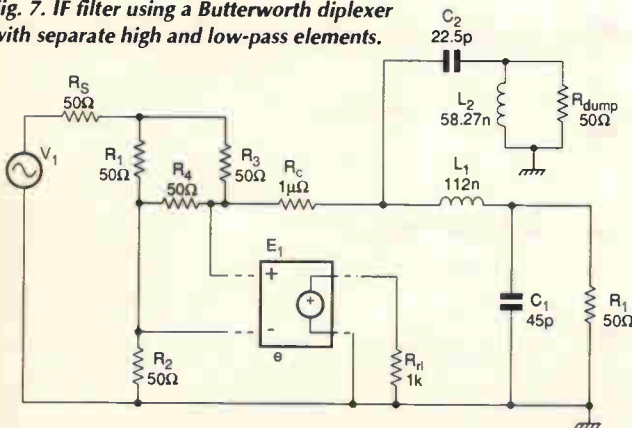 ig. 7. IF filter using a Butterworth diplexer
with separate high and low-pass elements.
C2
22.5p
RS
50Ω
L2
58.27n
Rdump
50Ω
V1
R1
50Ω
R4
50Ω
R3
50Ω
Rc
1μΩ
L1
112n
E1
+
+
-
e
C1
45p
R1
50Ω
R2
50Ω
Rrl
1k